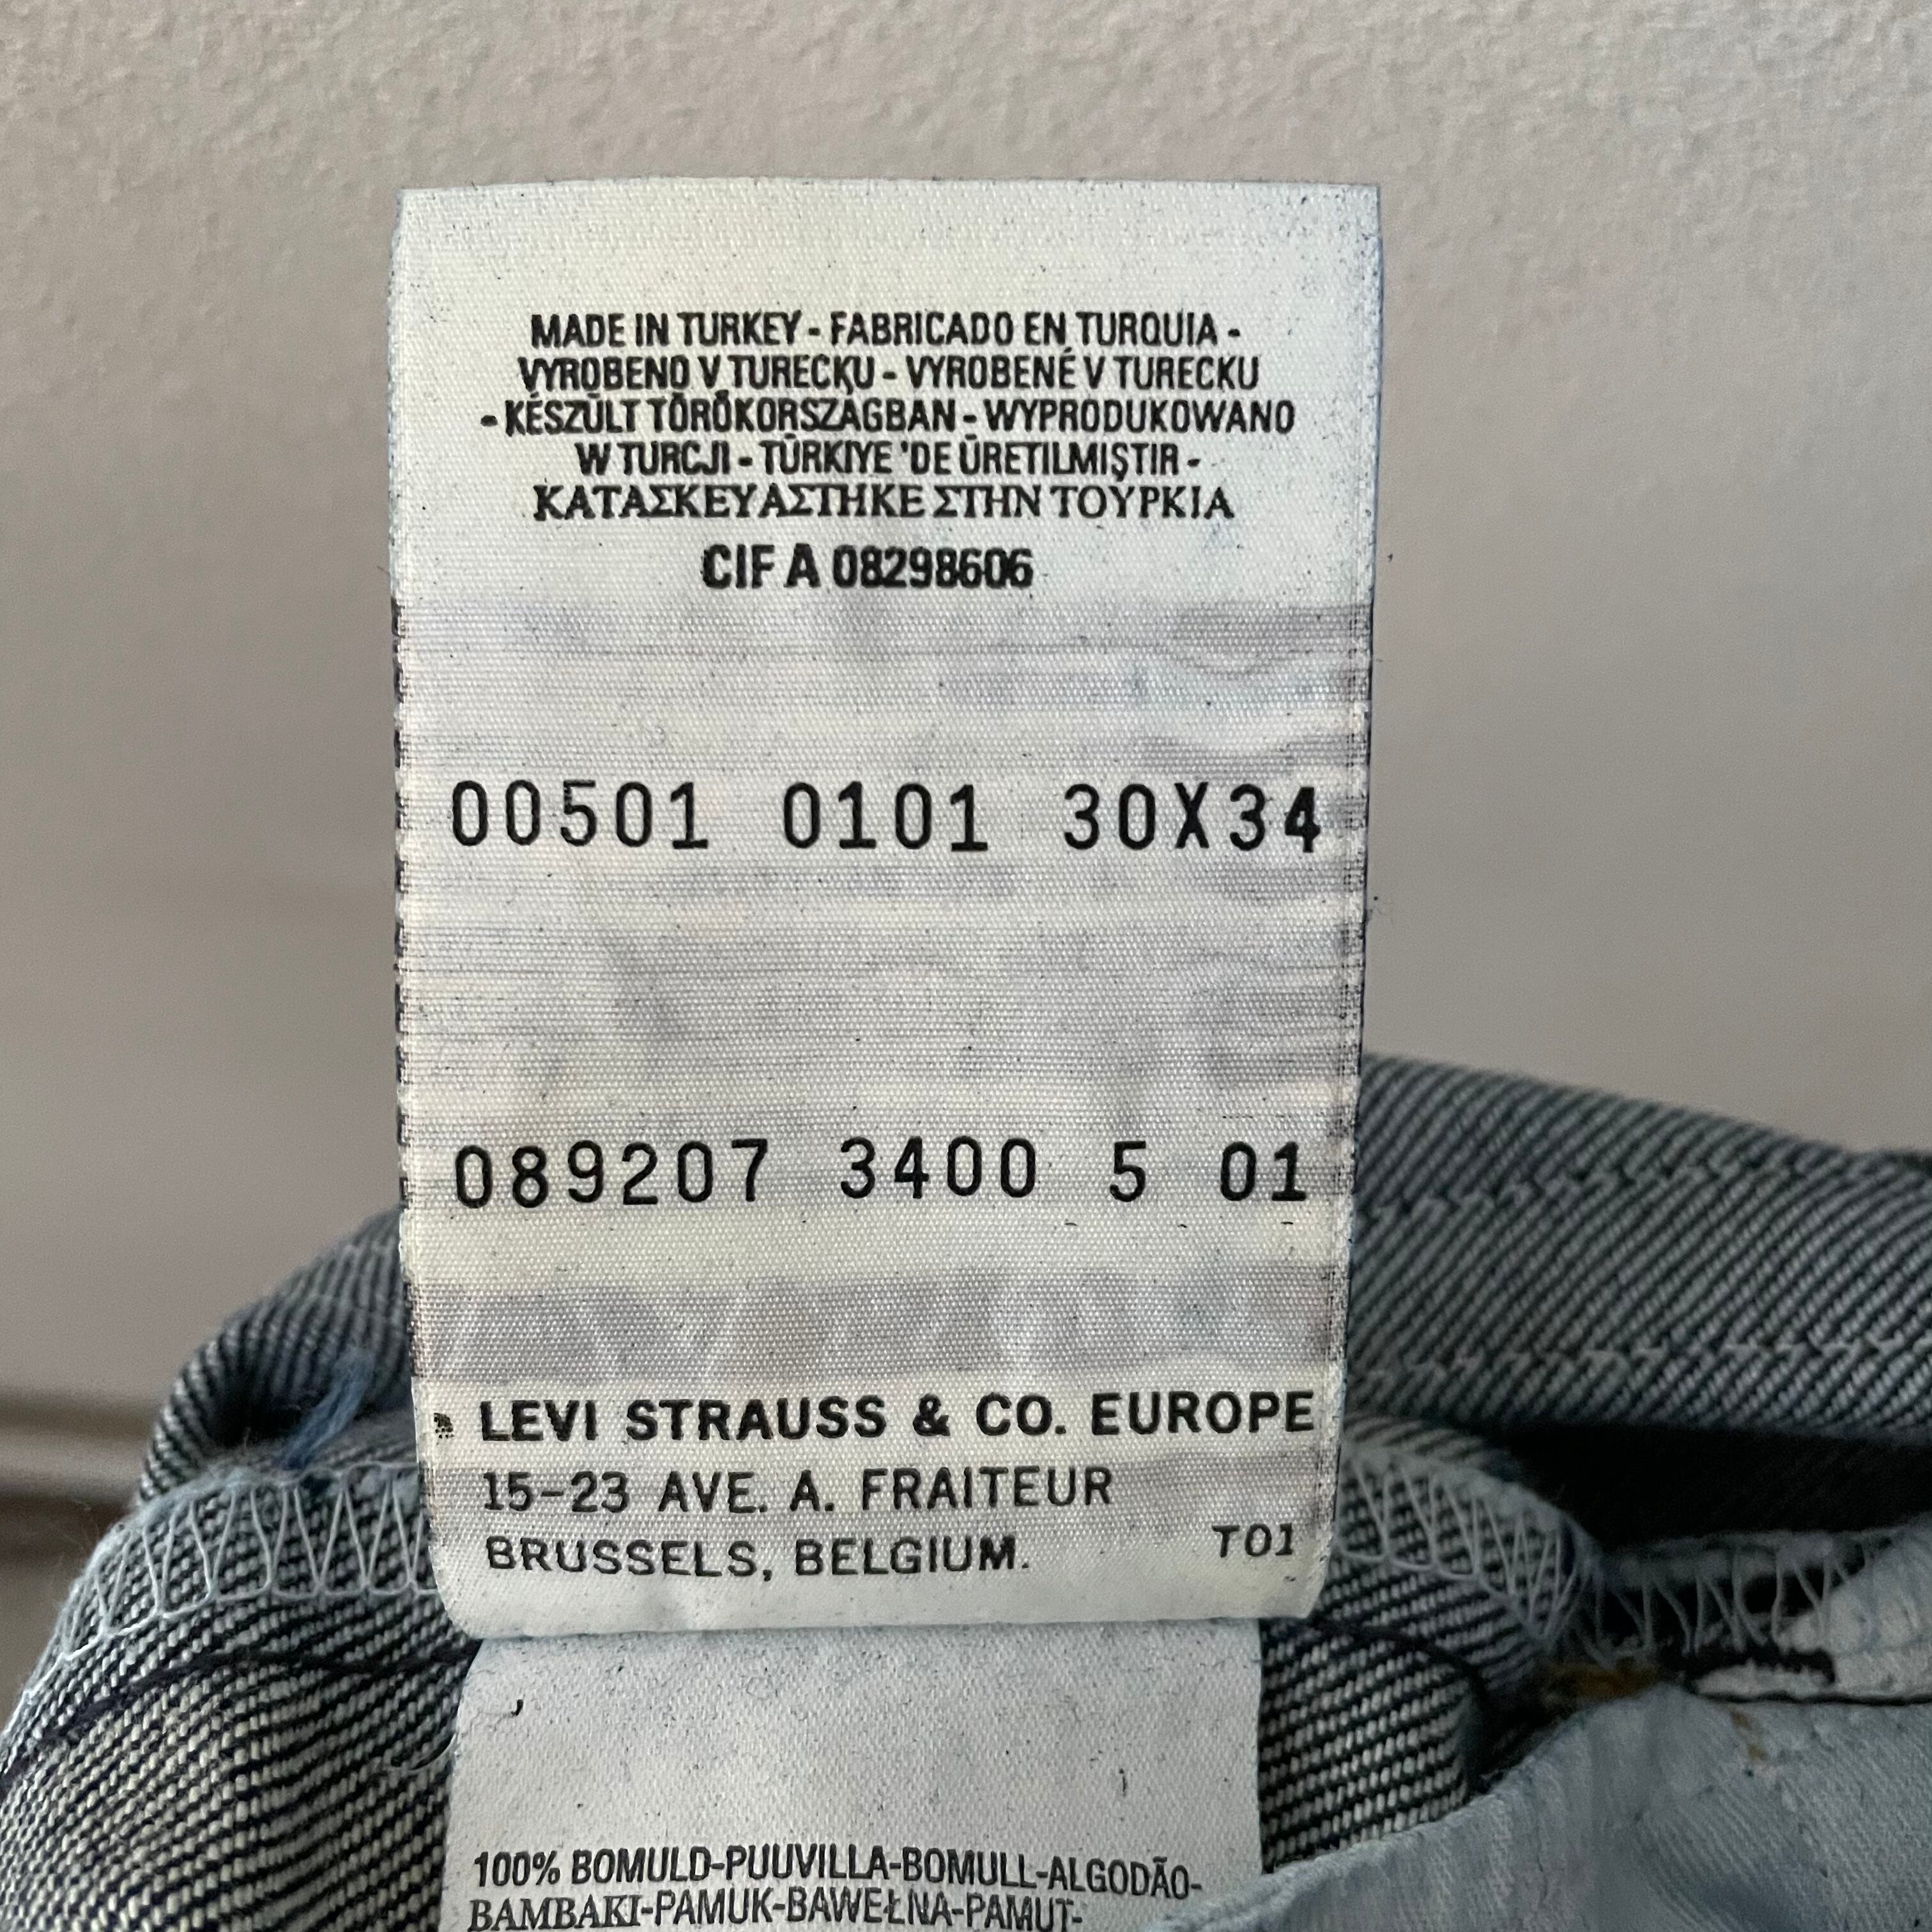 MADE IN TURKEY - FABRICADO EN TURQUIA -
VYROBENO V TURECKU - VYROBENÉ V TURECKU
- KÉSZÜLT TÖRÖKORSZÁGBAN - WYPRODUKOWANO
W TURCJI - TÜRKIYE 'DE ÜRETILMIŞTIR -
ΚΑΤΑΣΚΕΥΑΣΤΗΚΕ ΣΤΗΝ ΤΟΥΡΚΙΑ
CIF A 08298606
00501 0101 30X34
089207 3400 5 01
LEVI STRAUSS & CO. EUROPE
15-23 AVE. A. FRAITEUR
BRUSSELS, BELGIUM. T01
100% BOMULD-PUUVILLA-BOMULL-ALGODÃO-
BAMBAKI-PAMUK-BAWEŁNA-PAMUT-